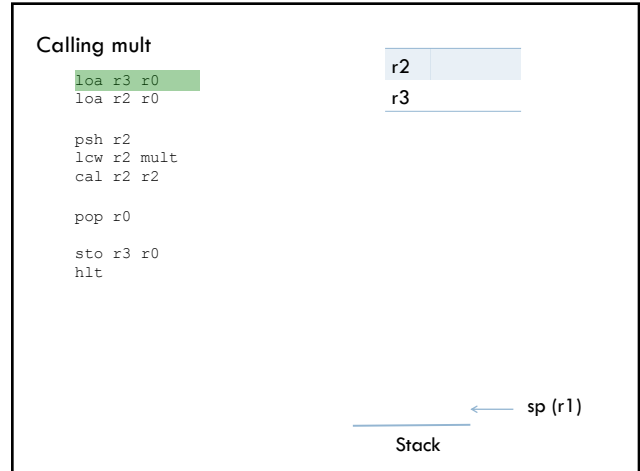 Calling mult
loa r3 r0
loa r2 r0
psh r2
lcw r2 mult
cal r2 r2
pop r0
sto r3 r0
hlt
r2
r3
sp (r1)
Stack